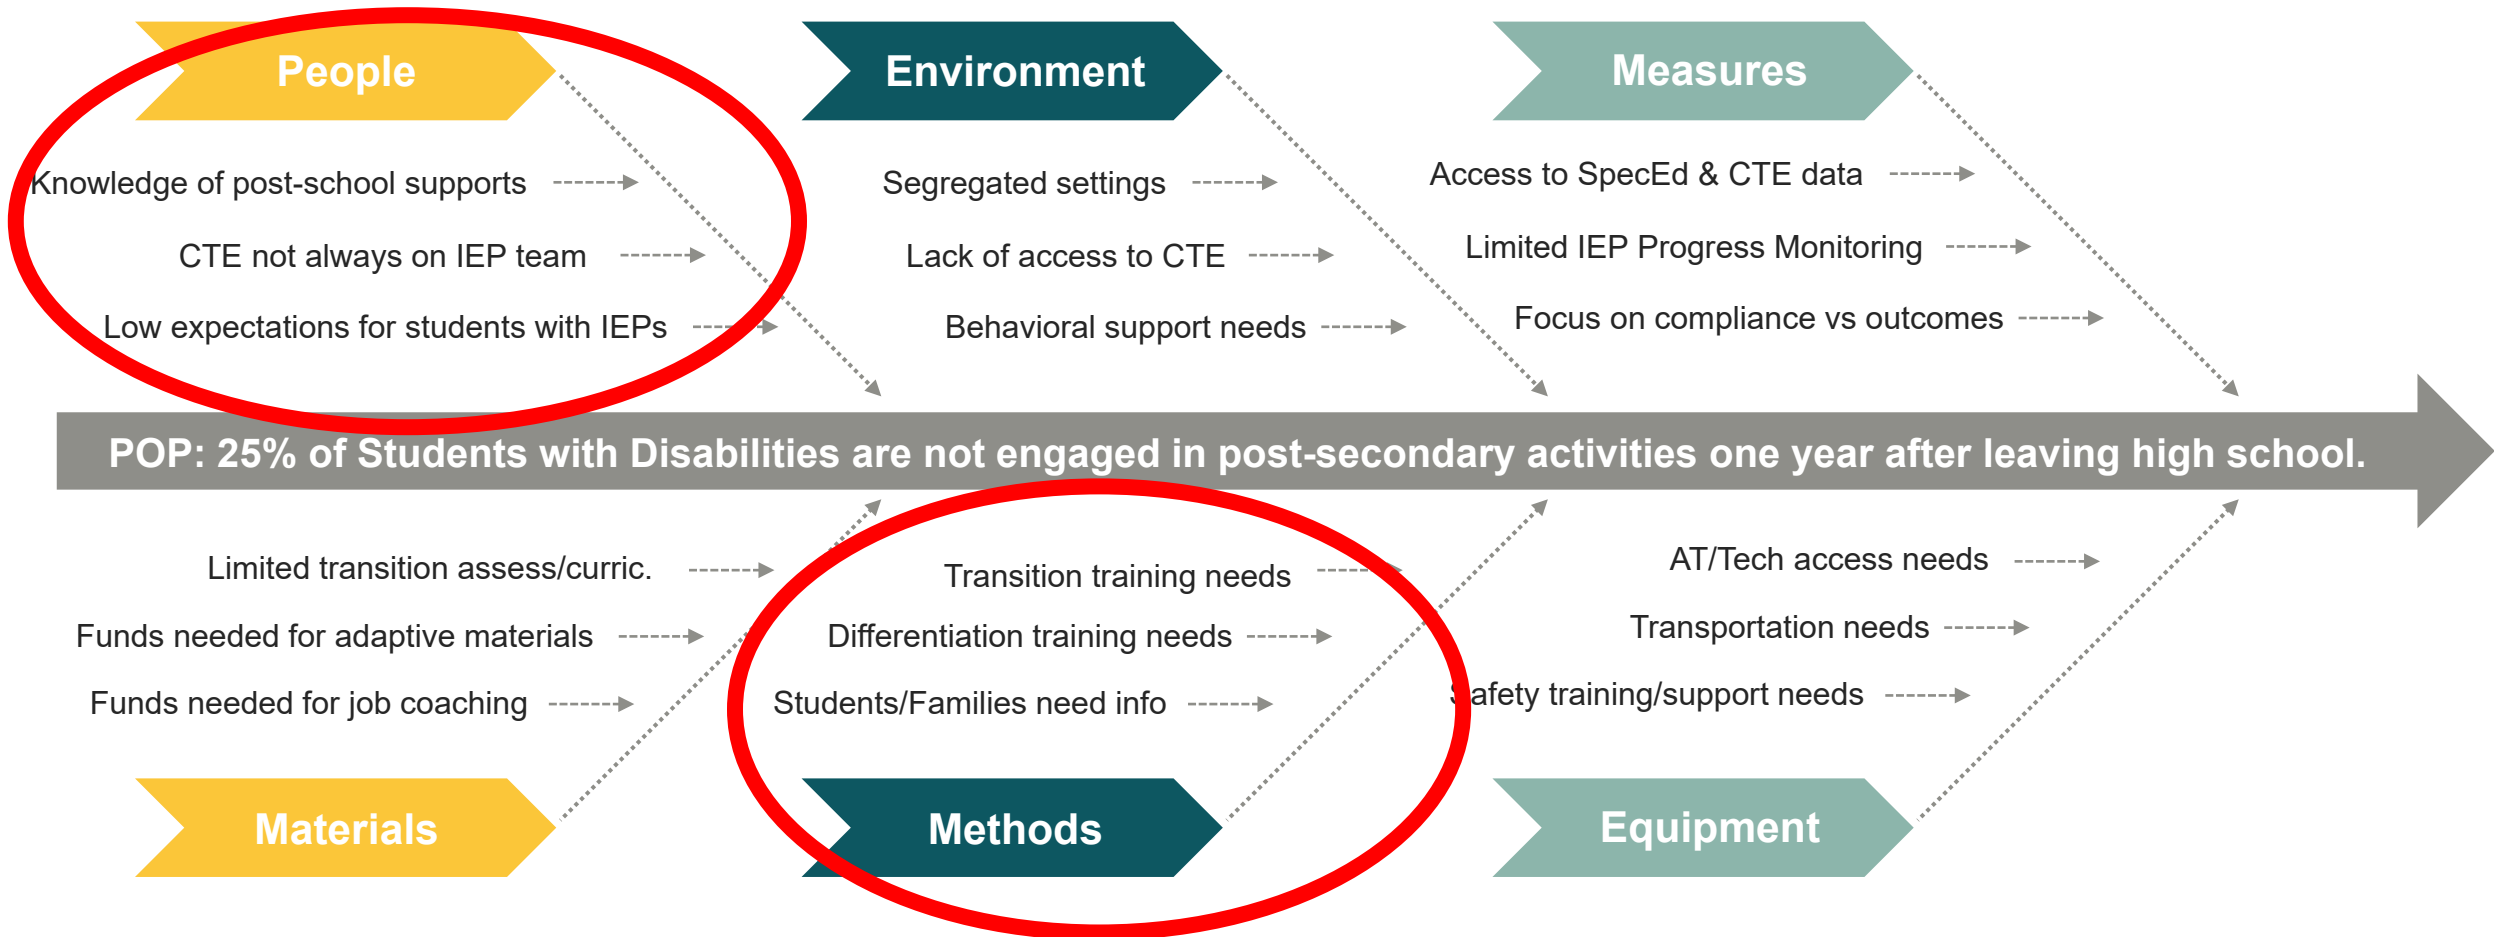 People
Environment
Measures
Knowledge of post-school supports
CTE not always on IEP team
Low expectations for students with IEPs
Segregated settings
Lack of access to CTE
Behavioral support needs
Access to SpecEd & CTE data
Limited IEP Progress Monitoring
Focus on compliance vs outcomes
POP: 25% of Students with Disabilities are not engaged in post-secondary activities one year after leaving high school.
Limited transition assess/curric.
Funds needed for adaptive materials
Funds needed for job coaching
Transition training needs
Differentiation training needs
Students/Families need info
AT/Tech access needs
Transportation needs
Safety training/support needs
Materials
Methods
Equipment